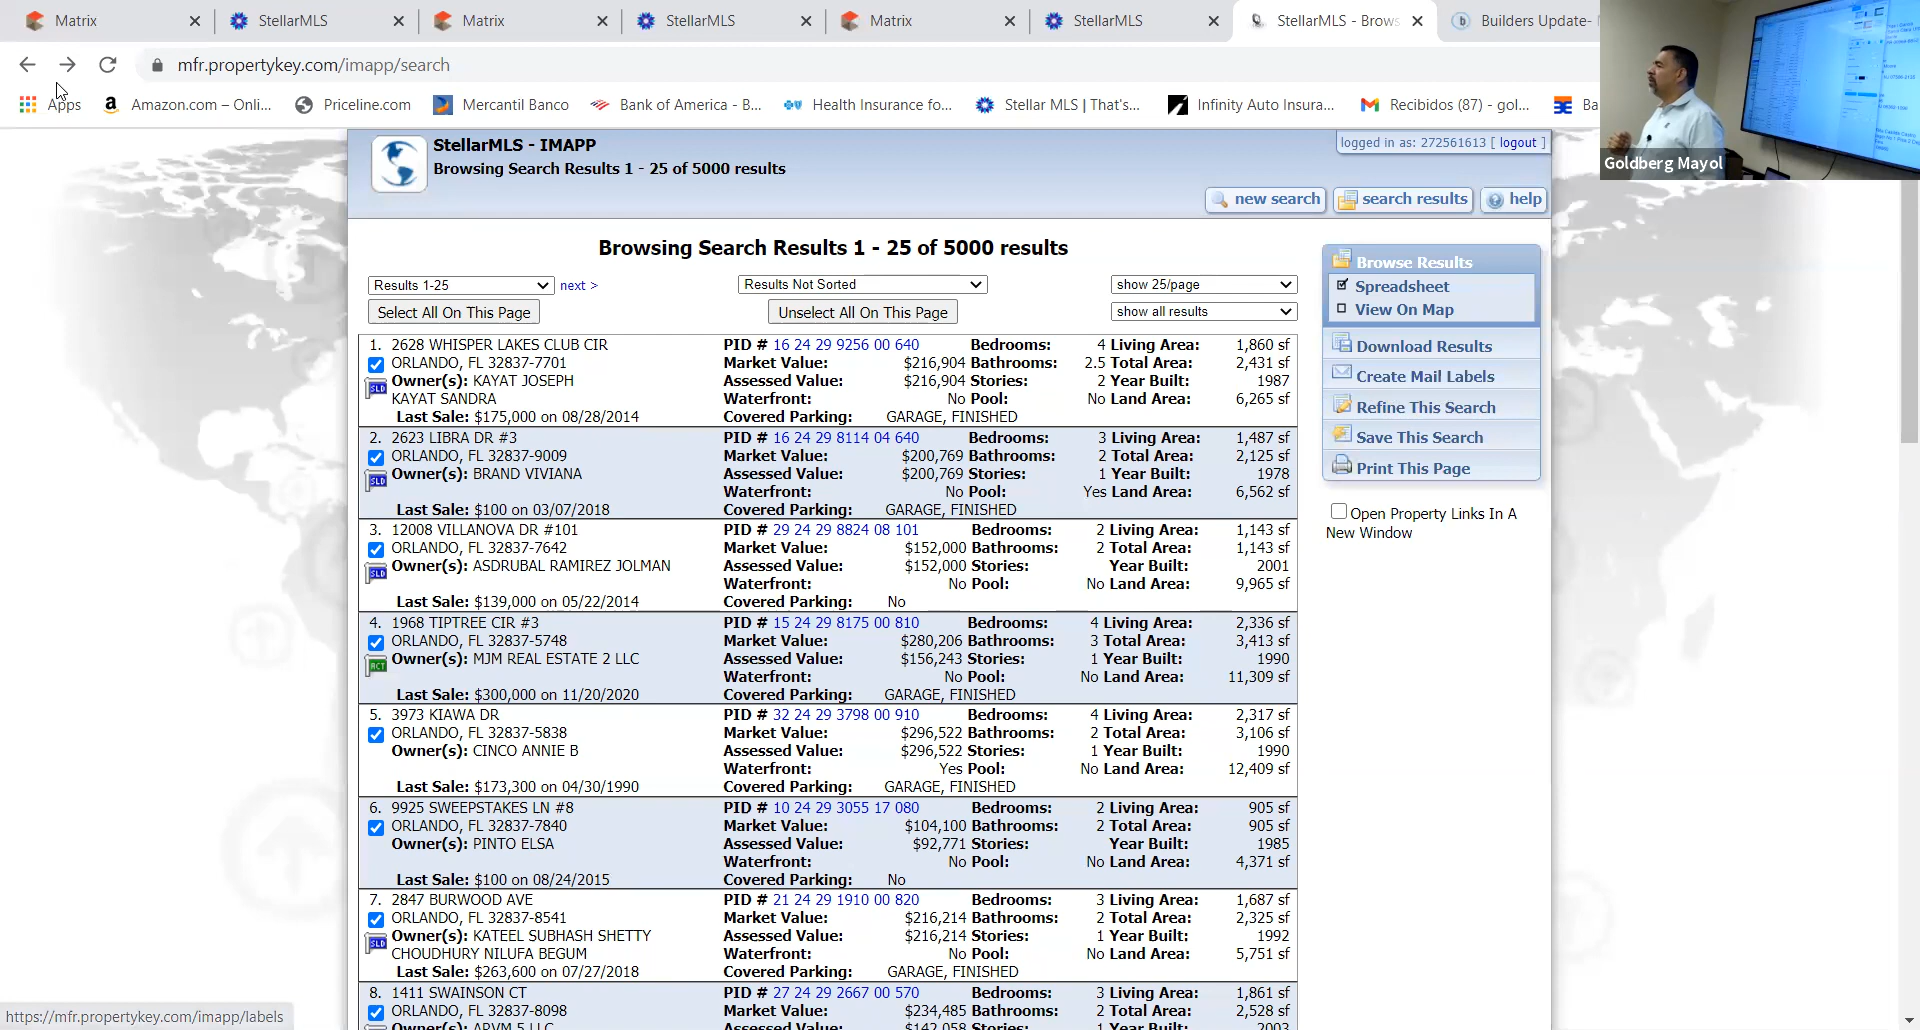 Matrix
StellarMLS
Matrix
StellarMLS
Matrix
StellarMLS
StellarMLS - Brows
Builders Update-
mfr.propertykey.com/imapp/search
Apps
Amazon.com – Onli...
Priceline.com
Mercantil Banco
Bank of America - B...
Health Insurance fo...
Stellar MLS | That's...
Infinity Auto Insura...
Recibidos (87) - gol...
Ba
Goldberg Mayol
StellarMLS - IMAPP
Browsing Search Results 1 - 25 of 5000 results
logged in as: 272561613 [ logout ]
new search
search results
help
Browsing Search Results 1 - 25 of 5000 results
Results 1-25 next > Results Not Sorted show 25/page
Select All On This Page Unselect All On This Page show all results
1. 2628 WHISPER LAKES CLUB CIR PID # 16 24 29 9256 00 640 Bedrooms: 4 Living Area: 1,860 sf
ORLANDO, FL 32837-7701 Market Value: $216,904 Bathrooms: 2.5 Total Area: 2,431 sf
SLD Owner(s): KAYAT JOSEPH Assessed Value: $216,904 Stories: 2 Year Built: 1987
KAYAT SANDRA Waterfront: No Pool: No Land Area: 6,265 sf
Last Sale: $175,000 on 08/28/2014 Covered Parking: GARAGE, FINISHED
2. 2623 LIBRA DR #3 PID # 16 24 29 8114 04 640 Bedrooms: 3 Living Area: 1,487 sf
ORLANDO, FL 32837-9009 Market Value: $200,769 Bathrooms: 2 Total Area: 2,125 sf
SLD Owner(s): BRAND VIVIANA Assessed Value: $200,769 Stories: 1 Year Built: 1978
Waterfront: No Pool: Yes Land Area: 6,562 sf
Last Sale: $100 on 03/07/2018 Covered Parking: GARAGE, FINISHED
3. 12008 VILLANOVA DR #101 PID # 29 24 29 8824 08 101 Bedrooms: 2 Living Area: 1,143 sf
ORLANDO, FL 32837-7642 Market Value: $152,000 Bathrooms: 2 Total Area: 1,143 sf
SLD Owner(s): ASDRUBAL RAMIREZ JOLMAN Assessed Value: $152,000 Stories: Year Built: 2001
Waterfront: No Pool: No Land Area: 9,965 sf
Last Sale: $139,000 on 05/22/2014 Covered Parking: No
4. 1968 TIPTREE CIR #3 PID # 15 24 29 8175 00 810 Bedrooms: 4 Living Area: 2,336 sf
ORLANDO, FL 32837-5748 Market Value: $280,206 Bathrooms: 3 Total Area: 3,413 sf
ACT Owner(s): MJM REAL ESTATE 2 LLC Assessed Value: $156,243 Stories: 1 Year Built: 1990
Waterfront: No Pool: No Land Area: 11,309 sf
Last Sale: $300,000 on 11/20/2020 Covered Parking: GARAGE, FINISHED
5. 3973 KIAWA DR PID # 32 24 29 3798 00 910 Bedrooms: 4 Living Area: 2,317 sf
ORLANDO, FL 32837-5838 Market Value: $296,522 Bathrooms: 2 Total Area: 3,106 sf
Owner(s): CINCO ANNIE B Assessed Value: $296,522 Stories: 1 Year Built: 1990
Waterfront: Yes Pool: No Land Area: 12,409 sf
Last Sale: $173,300 on 04/30/1990 Covered Parking: GARAGE, FINISHED
6. 9925 SWEEPSTAKES LN #8 PID # 10 24 29 3055 17 080 Bedrooms: 2 Living Area: 905 sf
ORLANDO, FL 32837-7840 Market Value: $104,100 Bathrooms: 2 Total Area: 905 sf
Owner(s): PINTO ELSA Assessed Value: $92,771 Stories: Year Built: 1985
Waterfront: No Pool: No Land Area: 4,371 sf
Last Sale: $100 on 08/24/2015 Covered Parking: No
7. 2847 BURWOOD AVE PID # 21 24 29 1910 00 820 Bedrooms: 3 Living Area: 1,687 sf
ORLANDO, FL 32837-8541 Market Value: $216,214 Bathrooms: 2 Total Area: 2,325 sf
SLD Owner(s): KATEEL SUBHASH SHETTY Assessed Value: $216,214 Stories: 1 Year Built: 1992
CHOUDHURY NILUFA BEGUM Waterfront: No Pool: No Land Area: 5,751 sf
Last Sale: $263,600 on 07/27/2018 Covered Parking: GARAGE, FINISHED
8. 1411 SWAINSON CT PID # 27 24 29 2667 00 570 Bedrooms: 3 Living Area: 1,861 sf
ORLANDO, FL 32837-8098 Market Value: $234,485 Bathrooms: 2 Total Area: 2,528 sf
Owner(s): ARVM 5 LLC Assessed Value: $142,058 Stories: 1 Year Built: 2003
Browse Results
Spreadsheet
View On Map
Download Results
Create Mail Labels
Refine This Search
Save This Search
Print This Page
Open Property Links In A
New Window
https://mfr.propertykey.com/imapp/labels